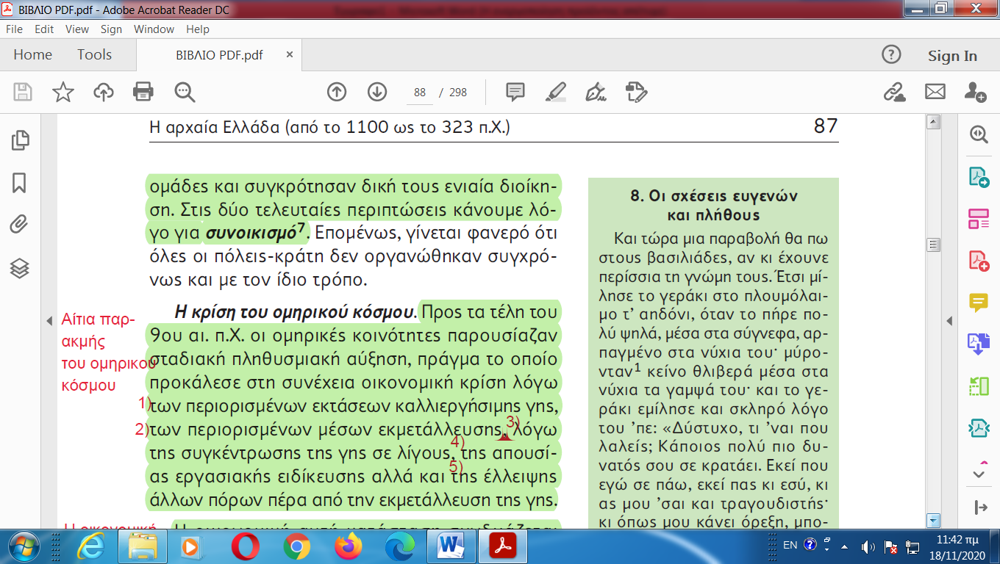 ΒΙΒΛΙΟ PDF.pdf - Adobe Acrobat Reader DC
File Edit View Sign Window Help
Home Tools ΒΙΒΛΙΟ PDF.pdf × Sign In
88 / 298
Η αρχαία Ελλάδα (από το 1100 ως το 323 π.Χ.) 87
ομάδες και συγκρότησαν δική τους ενιαία διοίκη-
ση. Στις δύο τελευταίες περιπτώσεις κάνουμε λό-
γο για συνοικισμό⁷. Επομένως, γίνεται φανερό ότι
όλες οι πόλεις-κράτη δεν οργανώθηκαν συγχρό-
νως και με τον ίδιο τρόπο.
Αίτια παρ-
ακμής
του ομηρικου
κόσμου
Η κρίση του ομηρικού κόσμου. Προς τα τέλη του
9ου αι. π.Χ. οι ομηρικές κοινότητες παρουσίαζαν
σταδιακή πληθυσμιακή αύξηση, πράγμα το οποίο
προκάλεσε στη συνέχεια οικονομική κρίση λόγω
1) των περιορισμένων εκτάσεων καλλιεργήσιμης γης,
2) των περιορισμένων μέσων εκμετάλλευσης, 3) λόγω
της συγκέντρωσης της γης σε λίγους, 4) της απουσί-
ας εργασιακής ειδίκευσης αλλά και 5) της έλλειψης
άλλων πόρων πέρα από την εκμετάλλευση της γης.
8. Οι σχέσεις ευγενών
και πλήθους
Και τώρα μια παραβολή θα πω
στους βασιλιάδες, αν κι έχουνε
περίσσια τη γνώμη τους. Έτσι μί-
λησε το γεράκι στο πλουμόλαι-
μο τ' αηδόνι, όταν το πήρε πο-
λύ ψηλά, μέσα στα σύγνεφα, αρ-
παγμένο στα νύχια του· μύρο-
νταν¹ κείνο θλιβερά μέσα στα
νύχια τα γαμψά του· και το γε-
ράκι εμίλησε και σκληρό λόγο
του 'πε: «Δύστυχο, τι 'ναι που
λαλείς; Κάποιος πολύ πιο δυ-
νατός σου σε κρατάει. Εκεί που
εγώ σε πάω, εκεί πας κι εσύ, κι
ας μου 'σαι και τραγουδιστής·
κι όπως μου κάνει όρεξη, μπο-
EN 11:42 πμ
18/11/2020